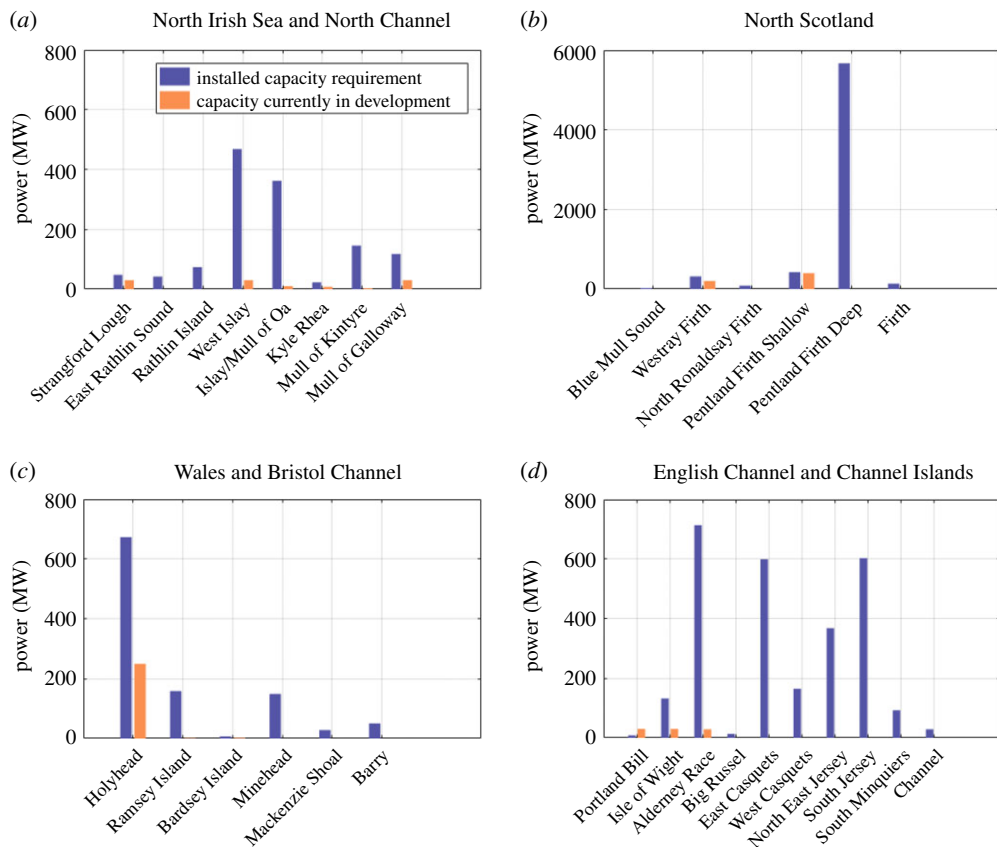 (a) North Irish Sea and North Channel
800
600
400
200
0
power (MW)
installed capacity requirement
capacity currently in development
Strangford Lough
East Rathlin Sound
Rathlin Island
West Islay
Islay/Mull of Oa
Kyle Rhea
Mull of Kintyre
Mull of Galloway
(b) North Scotland
6000
4000
2000
0
power (MW)
Blue Mull Sound
Westray Firth
North Ronaldsay Firth
Pentland Firth Shallow
Pentland Firth Deep
Firth
(c) Wales and Bristol Channel
800
600
400
200
0
power (MW)
Holyhead
Ramsey Island
Bardsey Island
Minehead
Mackenzie Shoal
Barry
(d) English Channel and Channel Islands
800
600
400
200
0
power (MW)
Portland Bill
Isle of Wight
Alderney Race
Big Russel
East Casquets
West Casquets
North East Jersey
South Jersey
South Minquiers
Channel